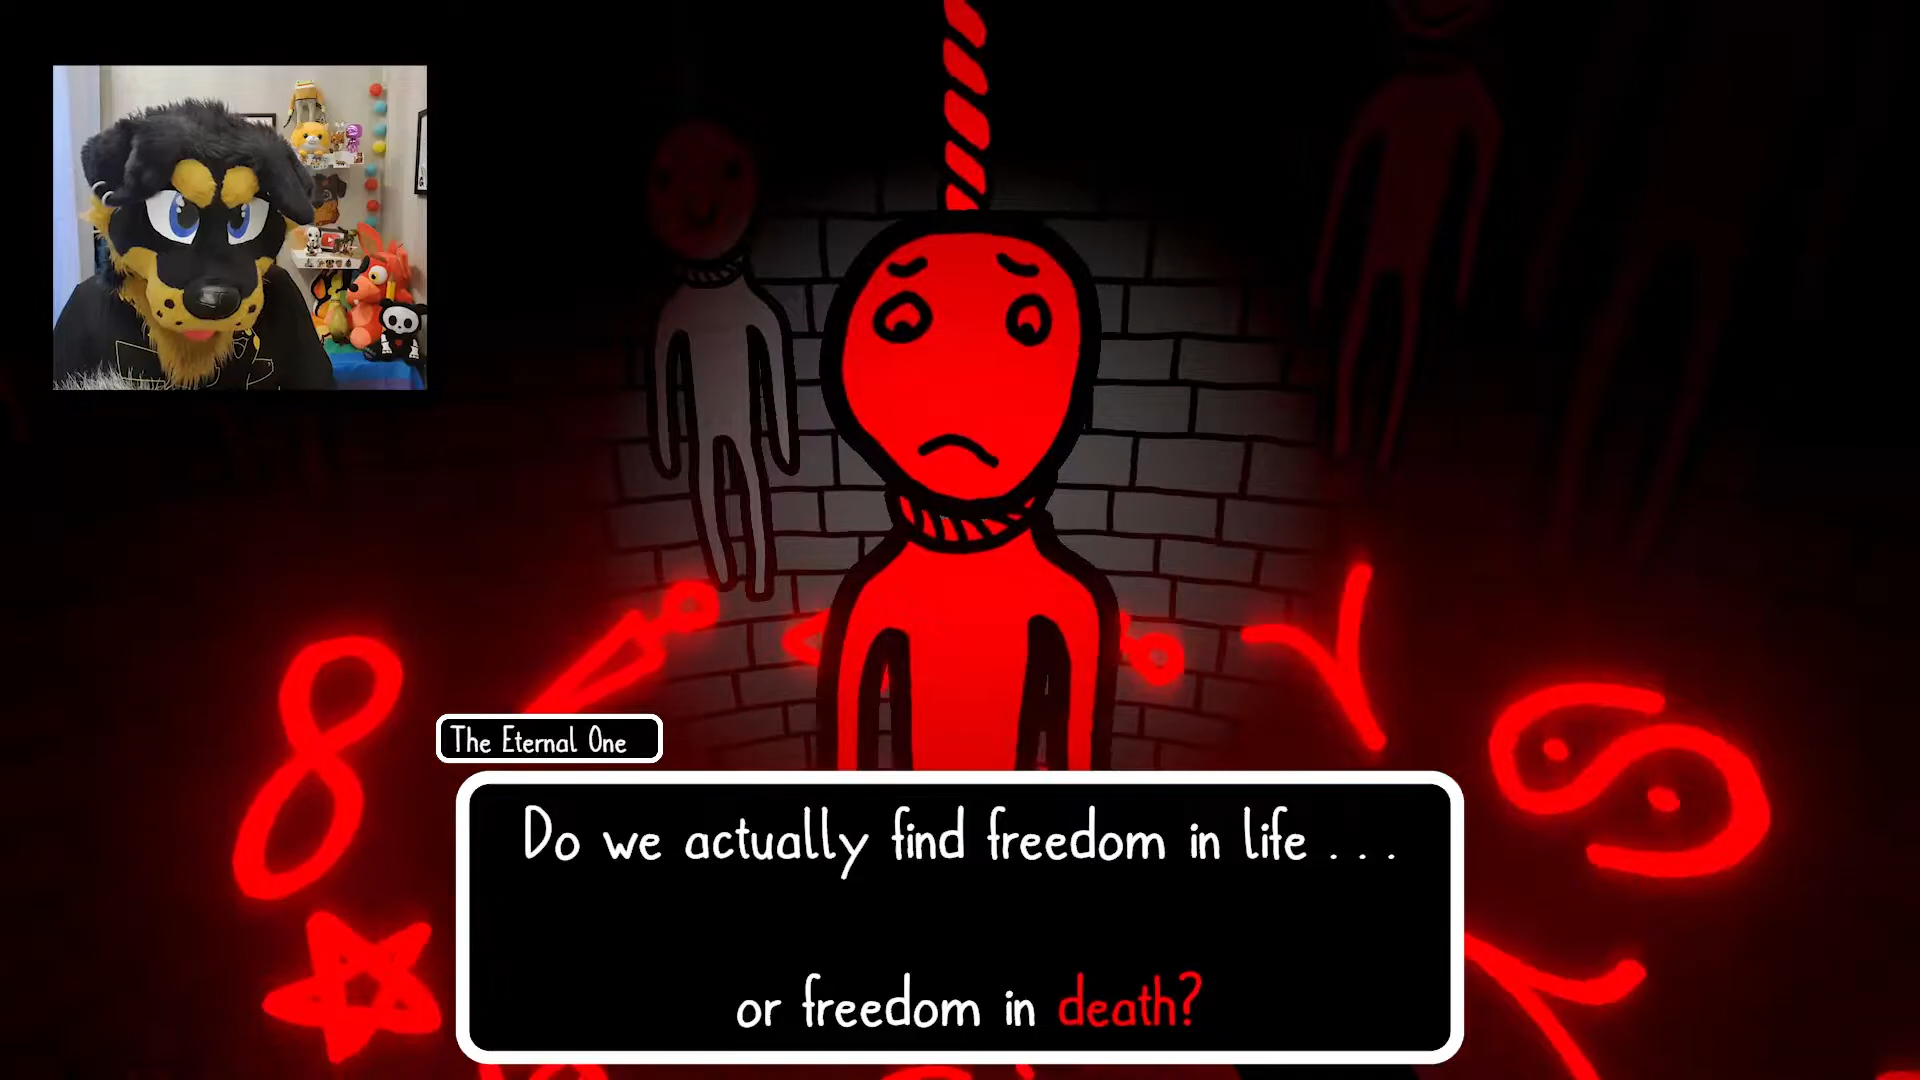 The Eternal One
Do we actually find freedom in life . . .
or freedom in death?